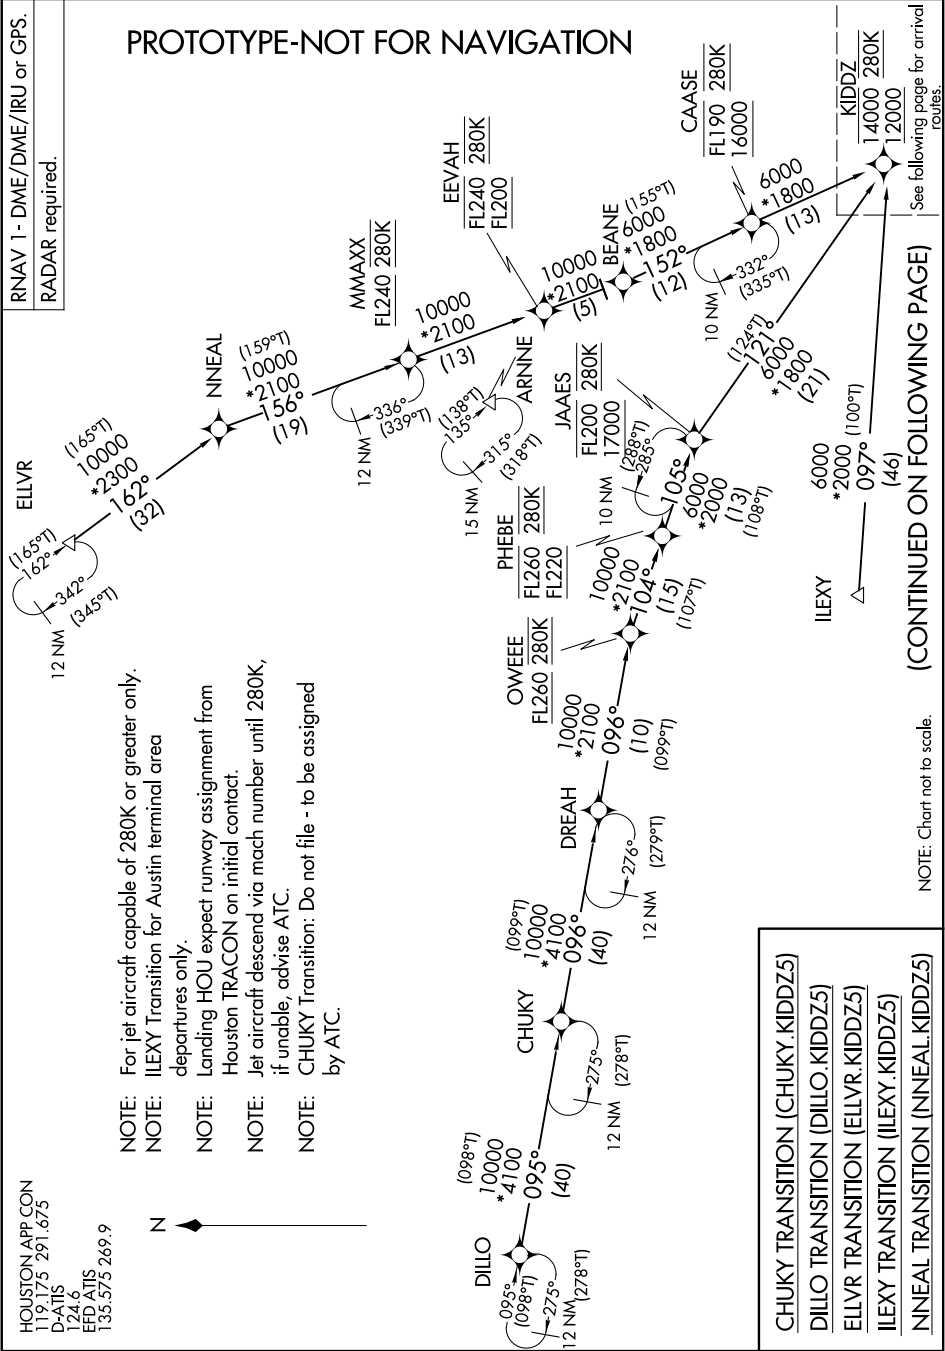 HOUSTON APP CON
119.175 291.675
D-ATIS
124.6
EFD ATIS
135.575 269.9
PROTOTYPE-NOT FOR NAVIGATION
RNAV 1 - DME/DME/IRU or GPS.
RADAR required.
N
NOTE: For jet aircraft capable of 280K or greater only.
NOTE: ILEXY Transition for Austin terminal area
departures only.
NOTE: Landing HOU expect runway assignment from
Houston TRACON on initial contact.
NOTE: Jet aircraft descend via mach number until 280K,
if unable, advise ATC.
NOTE: CHUKY Transition: Do not file - to be assigned
by ATC.
ELLVR
(165°T)
162°
342°
(345°T)
12 NM
(165°T)
10000
*2300
162°
(32)
NNEAL
(159°T)
10000
*2100
156°
(19)
MMAXX
FL240 280K
336°
(339°T)
12 NM
10000
*2100
(13)
EEVAH
FL240 280K
FL200
ARNNE
(138°T)
135°
315°
(318°T)
15 NM
10000
*2100
(5)
BEANE
(155°T)
6000
*1800
152°
(12)
CAASE
FL190 280K
16000
332°
(335°T)
10 NM
6000
*1800
(13)
KIDDZ
14000 280K
12000
See following page for arrival
routes.
DILLO
095°
(098°T)
275°
(278°T)
12 NM
(098°T)
10000
*4100
095°
(40)
CHUKY
275°
(278°T)
12 NM
(099°T)
10000
*4100
096°
(40)
DREAH
276°
(279°T)
12 NM
10000
*2100
096°
(10)
(099°T)
OWEEE
FL260 280K
10000
*2100
104°
(15)
(107°T)
PHEBE
FL260 280K
FL220
105°
6000
*2000
(13)
(108°T)
JAAES
FL200 280K
17000
(288°T)
285°
10 NM
(124°T)
121°
6000
*1800
(21)
ILEXY
6000
*2000
097°
(100°T)
(46)
(CONTINUED ON FOLLOWING PAGE)
NOTE: Chart not to scale.
CHUKY TRANSITION (CHUKY.KIDDZ5)
DILLO TRANSITION (DILLO.KIDDZ5)
ELLVR TRANSITION (ELLVR.KIDDZ5)
ILEXY TRANSITION (ILEXY.KIDDZ5)
NNEAL TRANSITION (NNEAL.KIDDZ5)